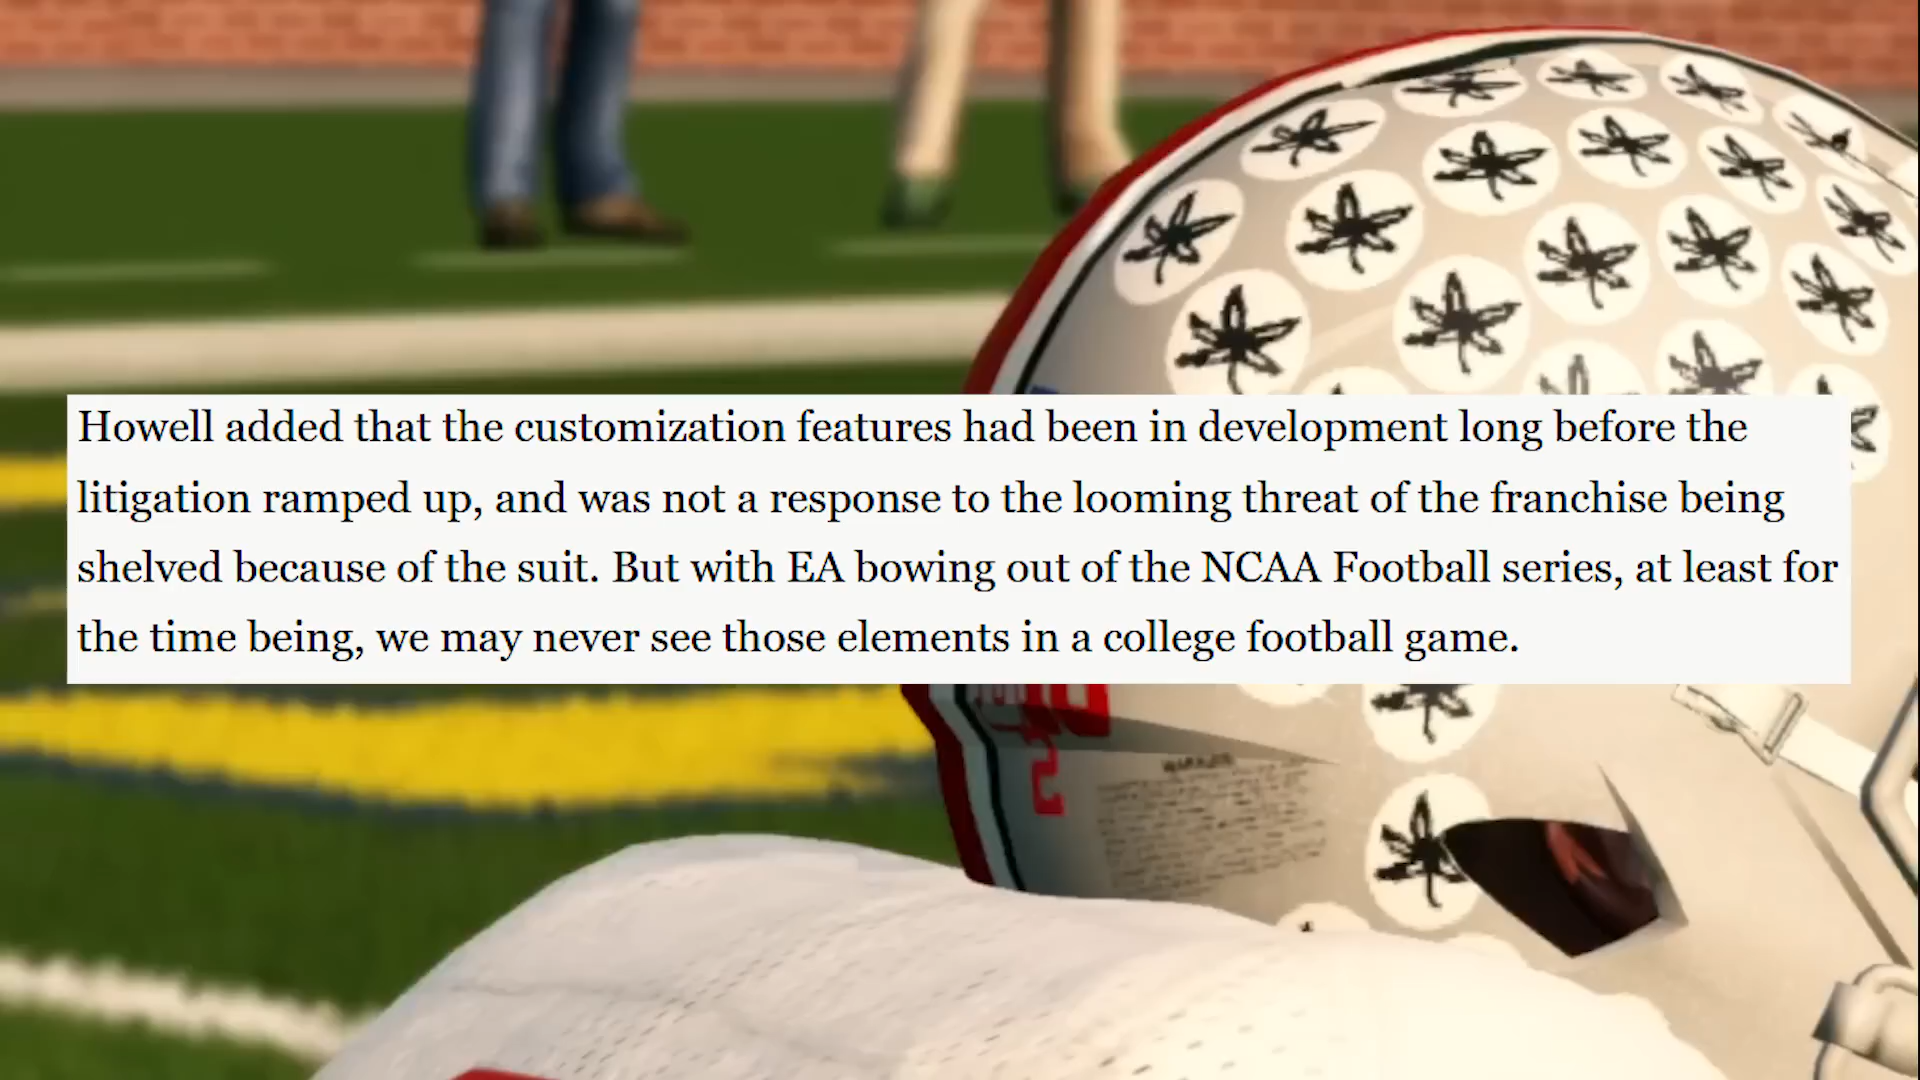 Howell added that the customization features had been in development long before the
litigation ramped up, and was not a response to the looming threat of the franchise being
shelved because of the suit. But with EA bowing out of the NCAA Football series, at least for
the time being, we may never see those elements in a college football game.
WARNING